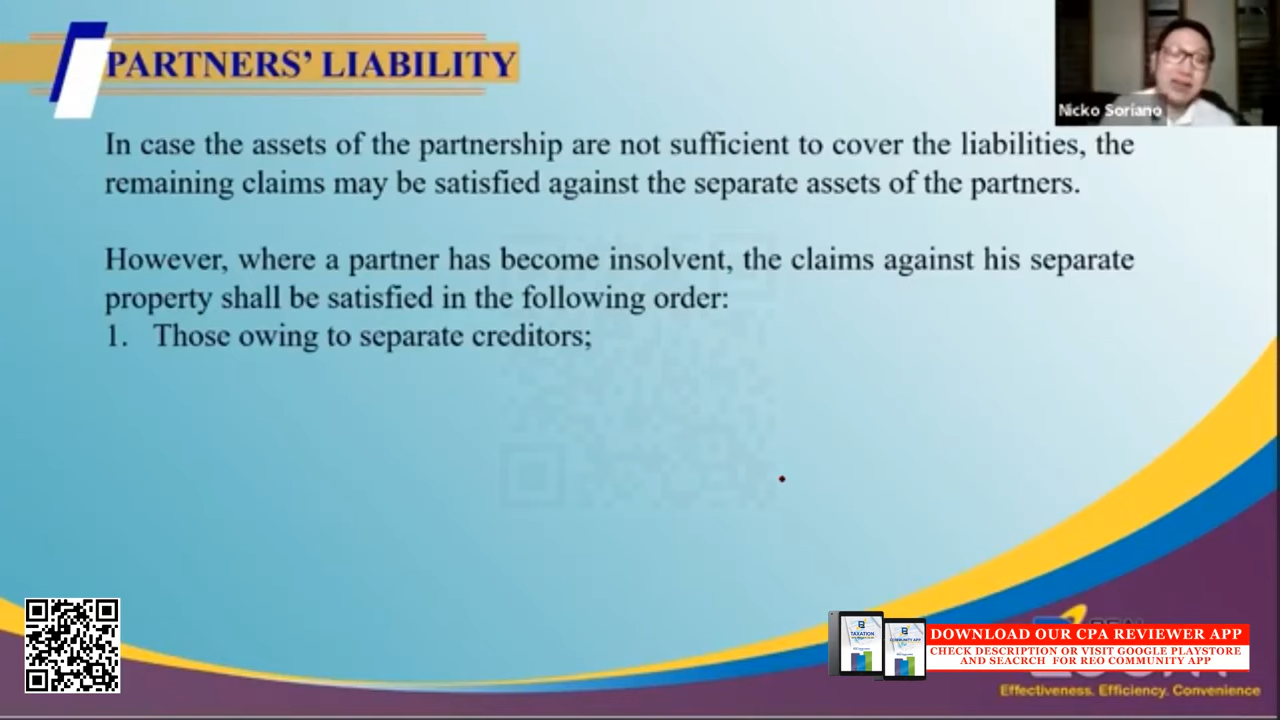 PARTNERS' LIABILITY
Nicko Soriano
In case the assets of the partnership are not sufficient to cover the liabilities, the
remaining claims may be satisfied against the separate assets of the partners.
However, where a partner has become insolvent, the claims against his separate
property shall be satisfied in the following order:
1. Those owing to separate creditors;
TAXATION
COMMUNITY APP
DOWNLOAD OUR CPA REVIEWER APP
CHECK DESCRIPTION OR VISIT GOOGLE PLAYSTORE
AND SEACRCH FOR REO COMMUNITY APP
Effectiveness. Efficiency. Convenience